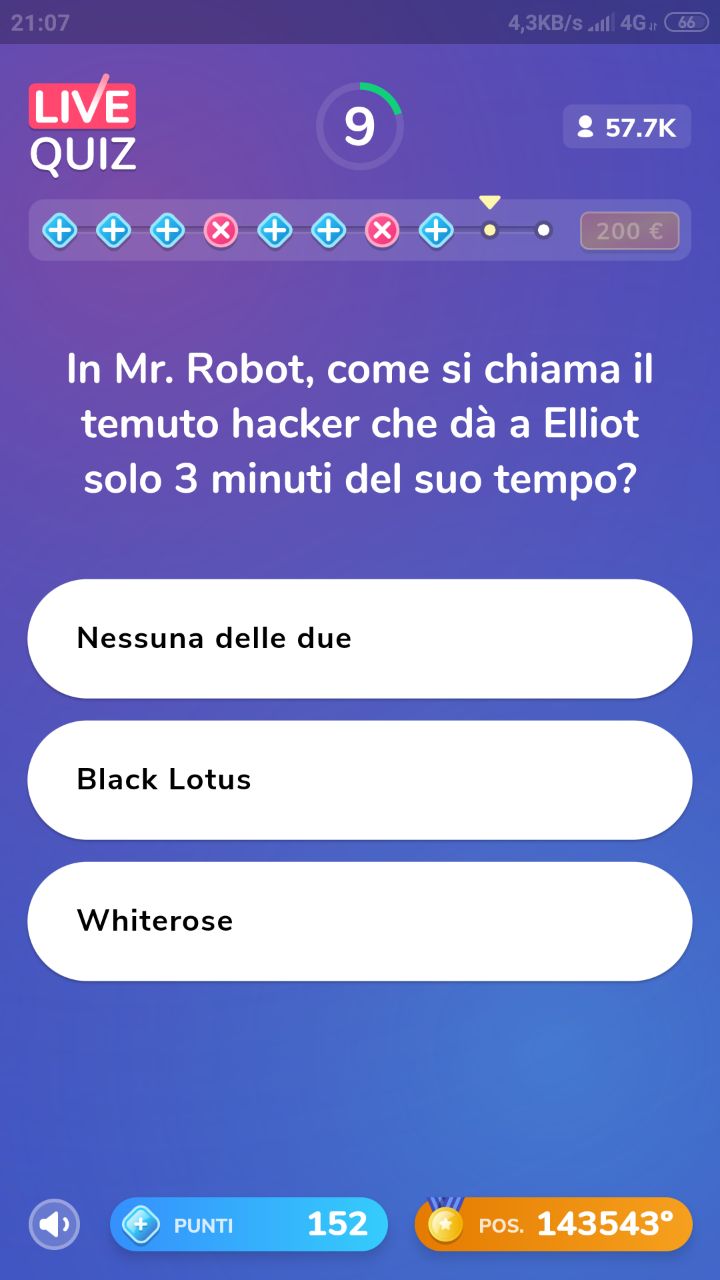 21:07 4,3KB/s 4G 66
LIVE
QUIZ
9
57.7K
200 €
In Mr. Robot, come si chiama il
temuto hacker che dà a Elliot
solo 3 minuti del suo tempo?
Nessuna delle due
Black Lotus
Whiterose
PUNTI 152
POS. 143543º